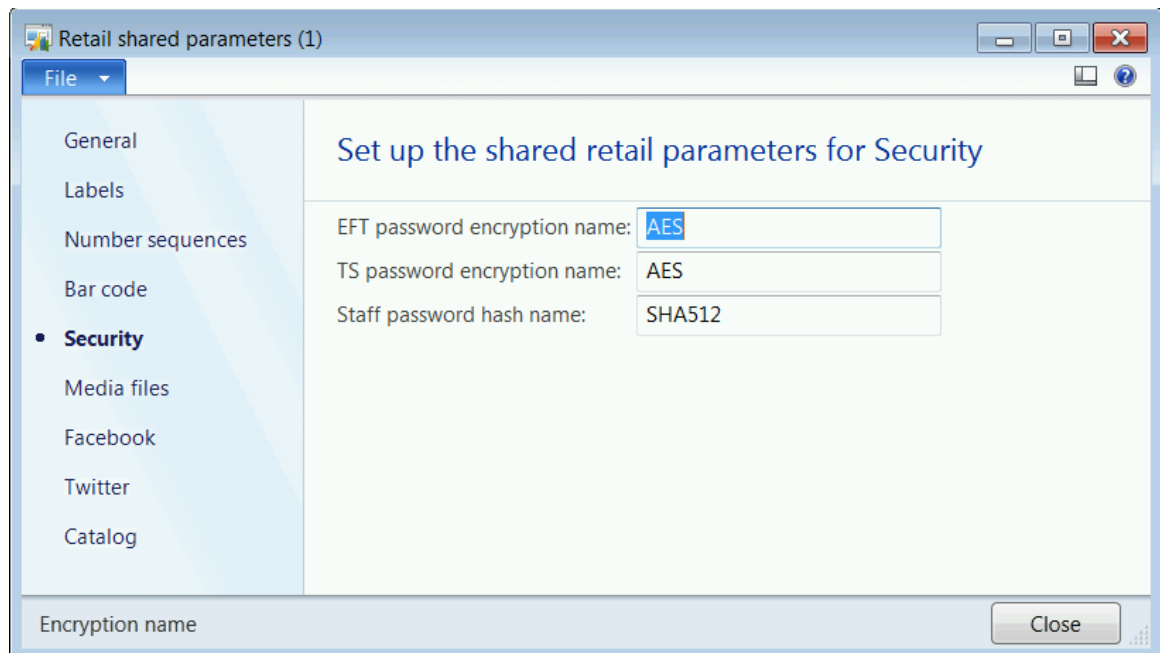 Retail shared parameters (1)
File
General
Labels
Number sequences
Bar code
Security
Media files
Facebook
Twitter
Catalog
Set up the shared retail parameters for Security
EFT password encryption name: AES
TS password encryption name: AES
Staff password hash name: SHA512
Encryption name
Close